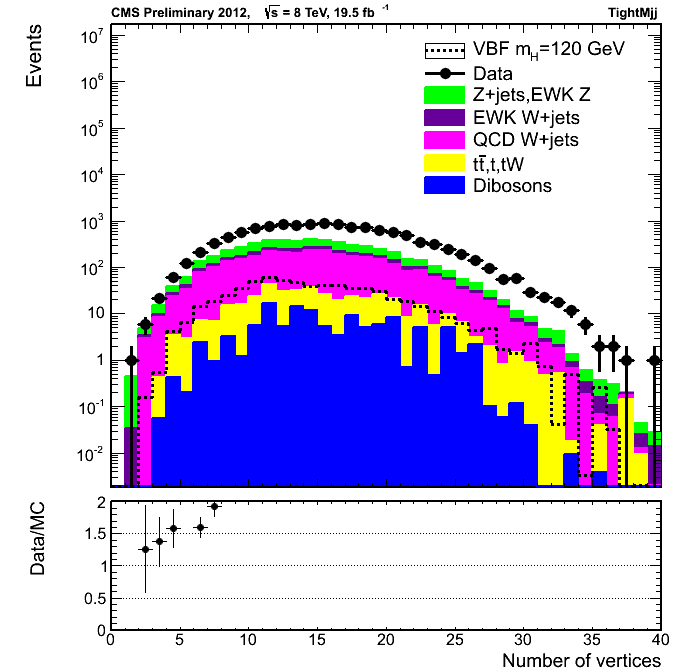 CMS Preliminary 2012, √s = 8 TeV, 19.5 fb⁻¹ TightMjj
Events
10⁷
10⁶
10⁵
10⁴
10³
10²
10
1
10⁻¹
10⁻²
VBF m_H=120 GeV
Data
Z+jets,EWK Z
EWK W+jets
QCD W+jets
tt̄,t,tW
Dibosons
Data/MC
2
1.5
1
0.5
0
0 5 10 15 20 25 30 35 40
Number of vertices